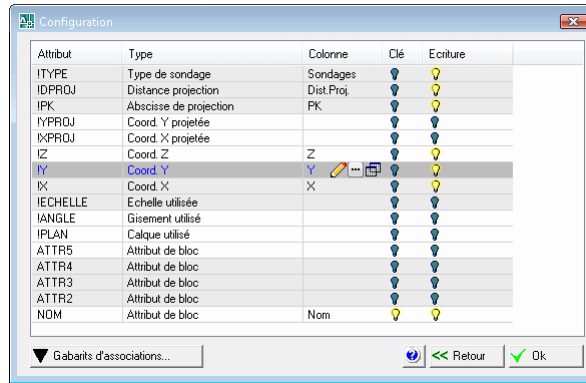 Configuration
Attribut Type Colonne Clé Ecriture
!TYPE Type de sondage Sondages
!DPROJ Distance projection Dist.Proj.
!PK Abscisse de projection PK
!YPROJ Coord. Y projetée
!XPROJ Coord. X projetée
!Z Coord. Z Z
!Y Coord. Y Y ...
!X Coord. X X
!ECHELLE Echelle utilisée
!ANGLE Gisement utilisé
!PLAN Calque utilisé
ATTR5 Attribut de bloc
ATTR4 Attribut de bloc
ATTR3 Attribut de bloc
ATTR2 Attribut de bloc
NOM Attribut de bloc Nom
Gabarits d'associations... ? << Retour Ok